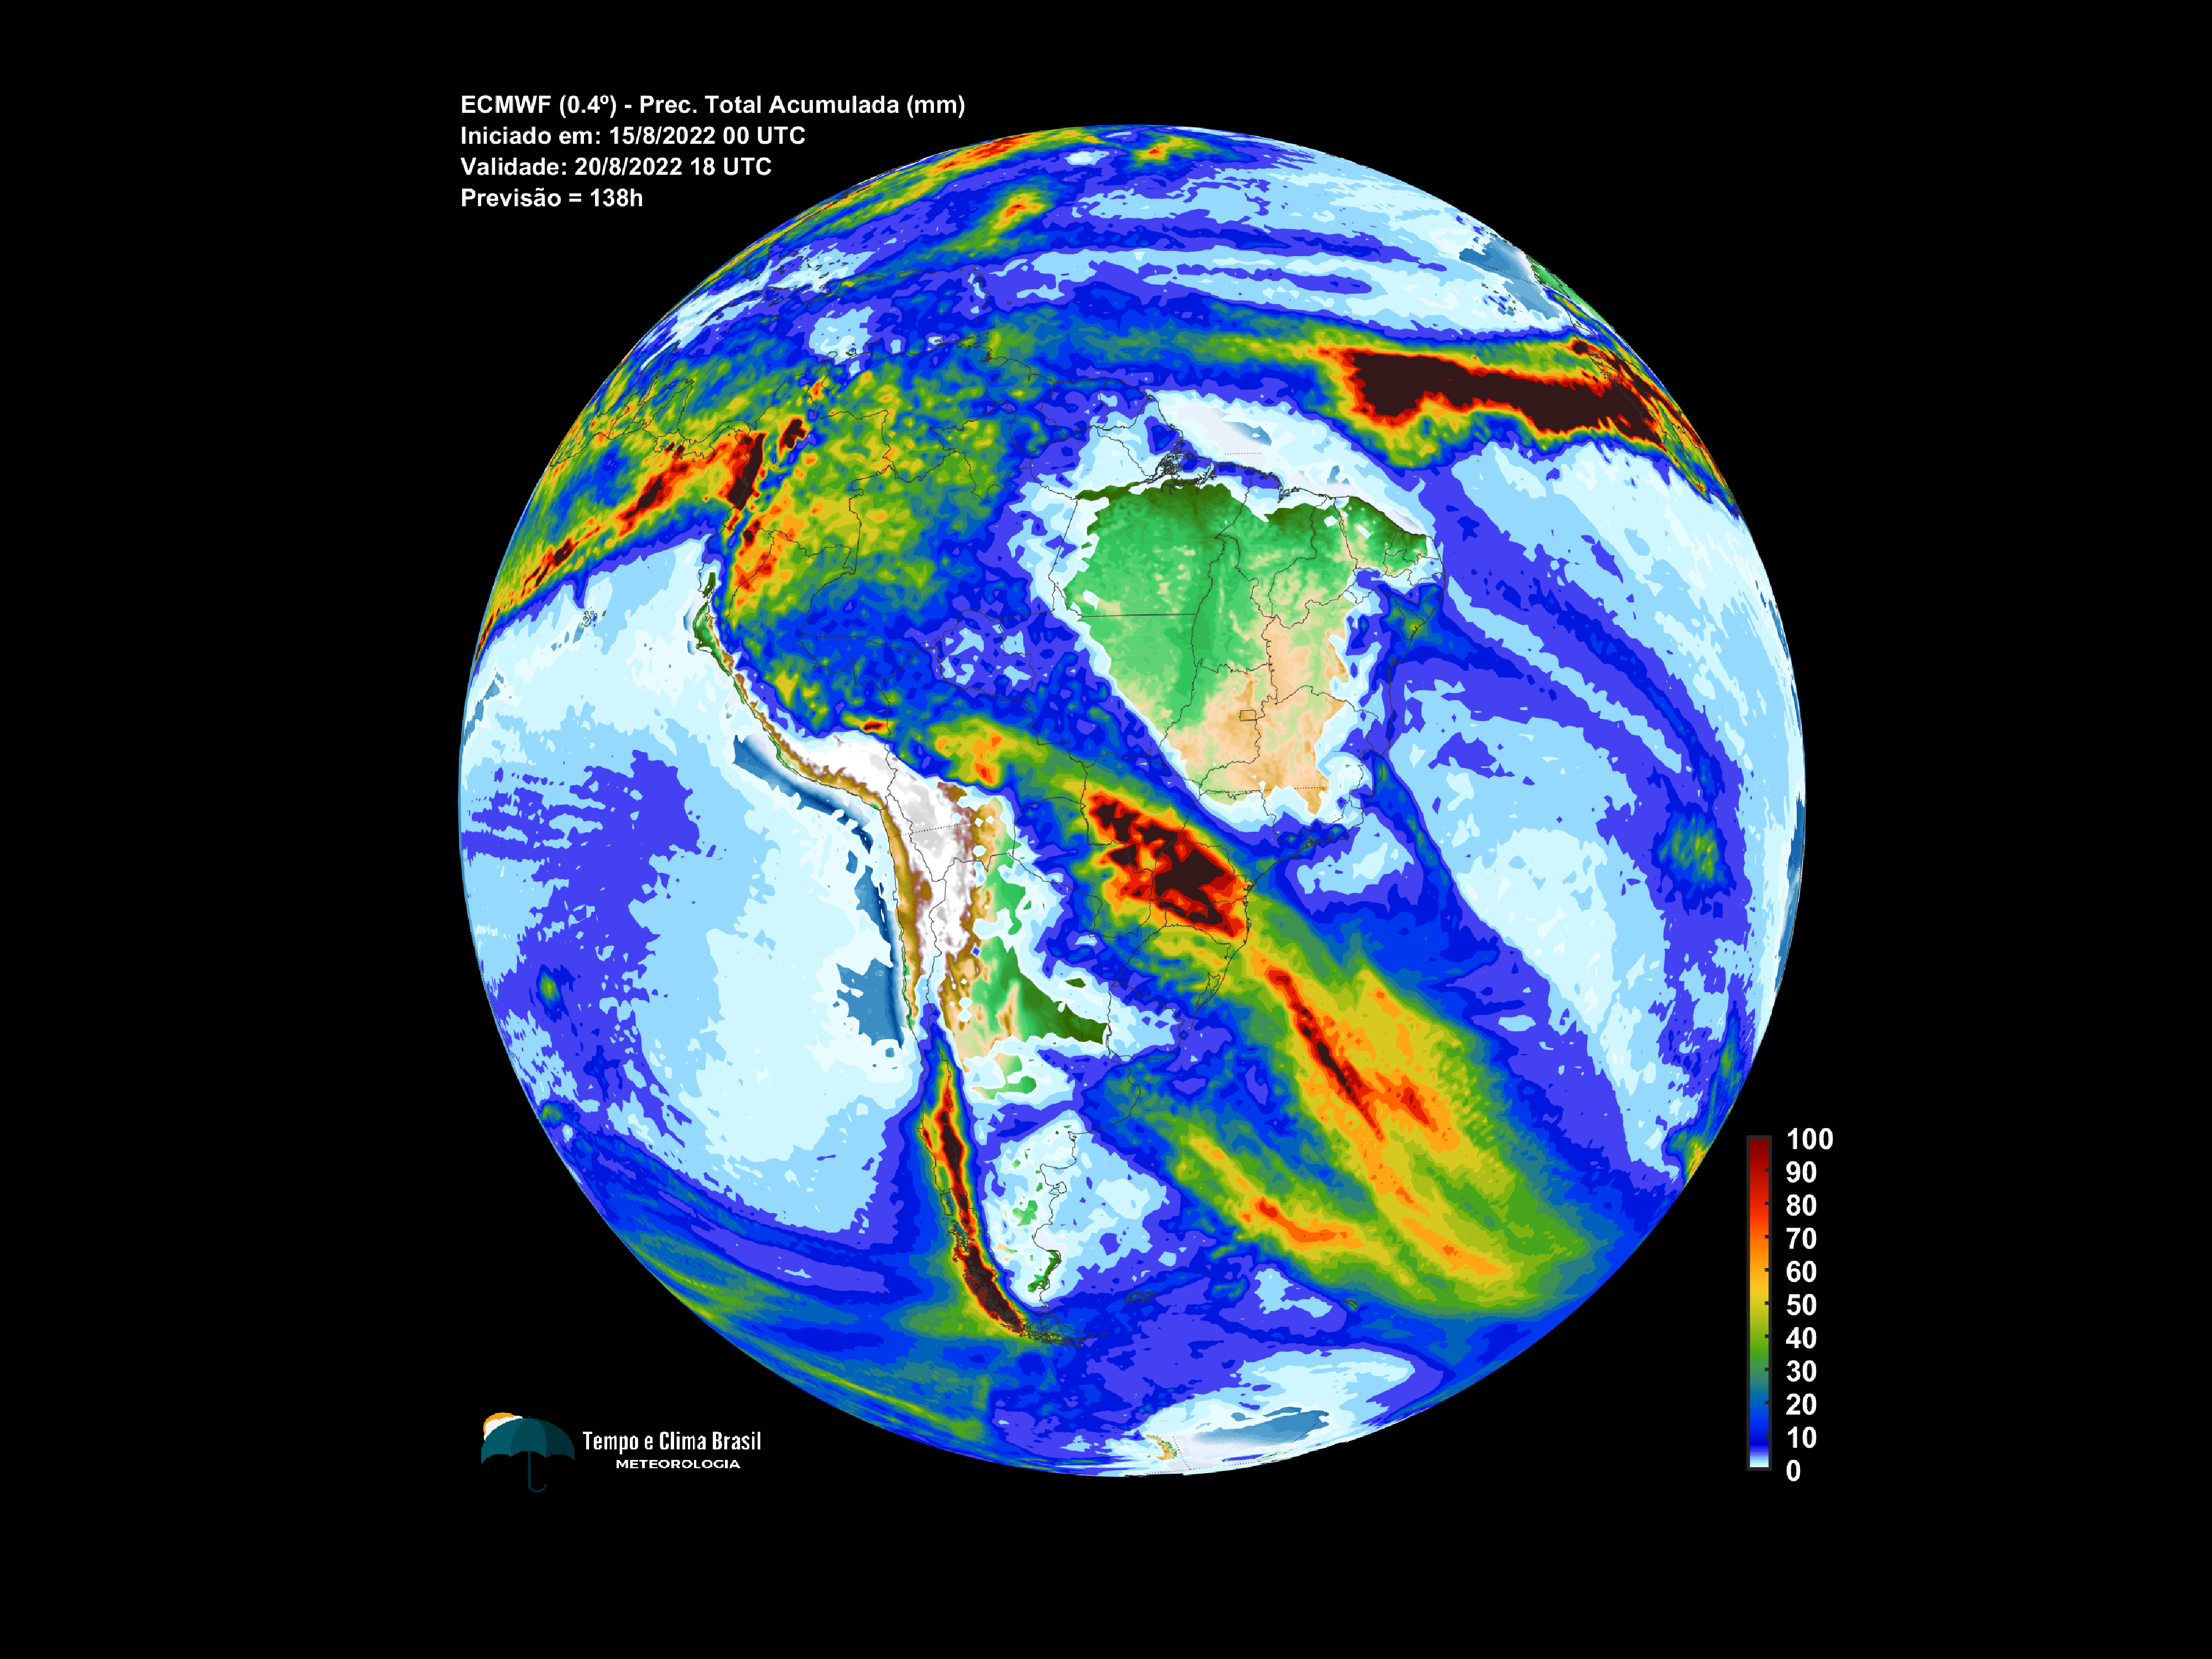 ECMWF (0.4º) - Prec. Total Acumulada (mm)
Iniciado em: 15/8/2022 00 UTC
Validade: 20/8/2022 18 UTC
Previsão = 138h
100
90
80
70
60
50
40
30
20
10
0
Tempo e Clima Brasil
METEOROLOGIA